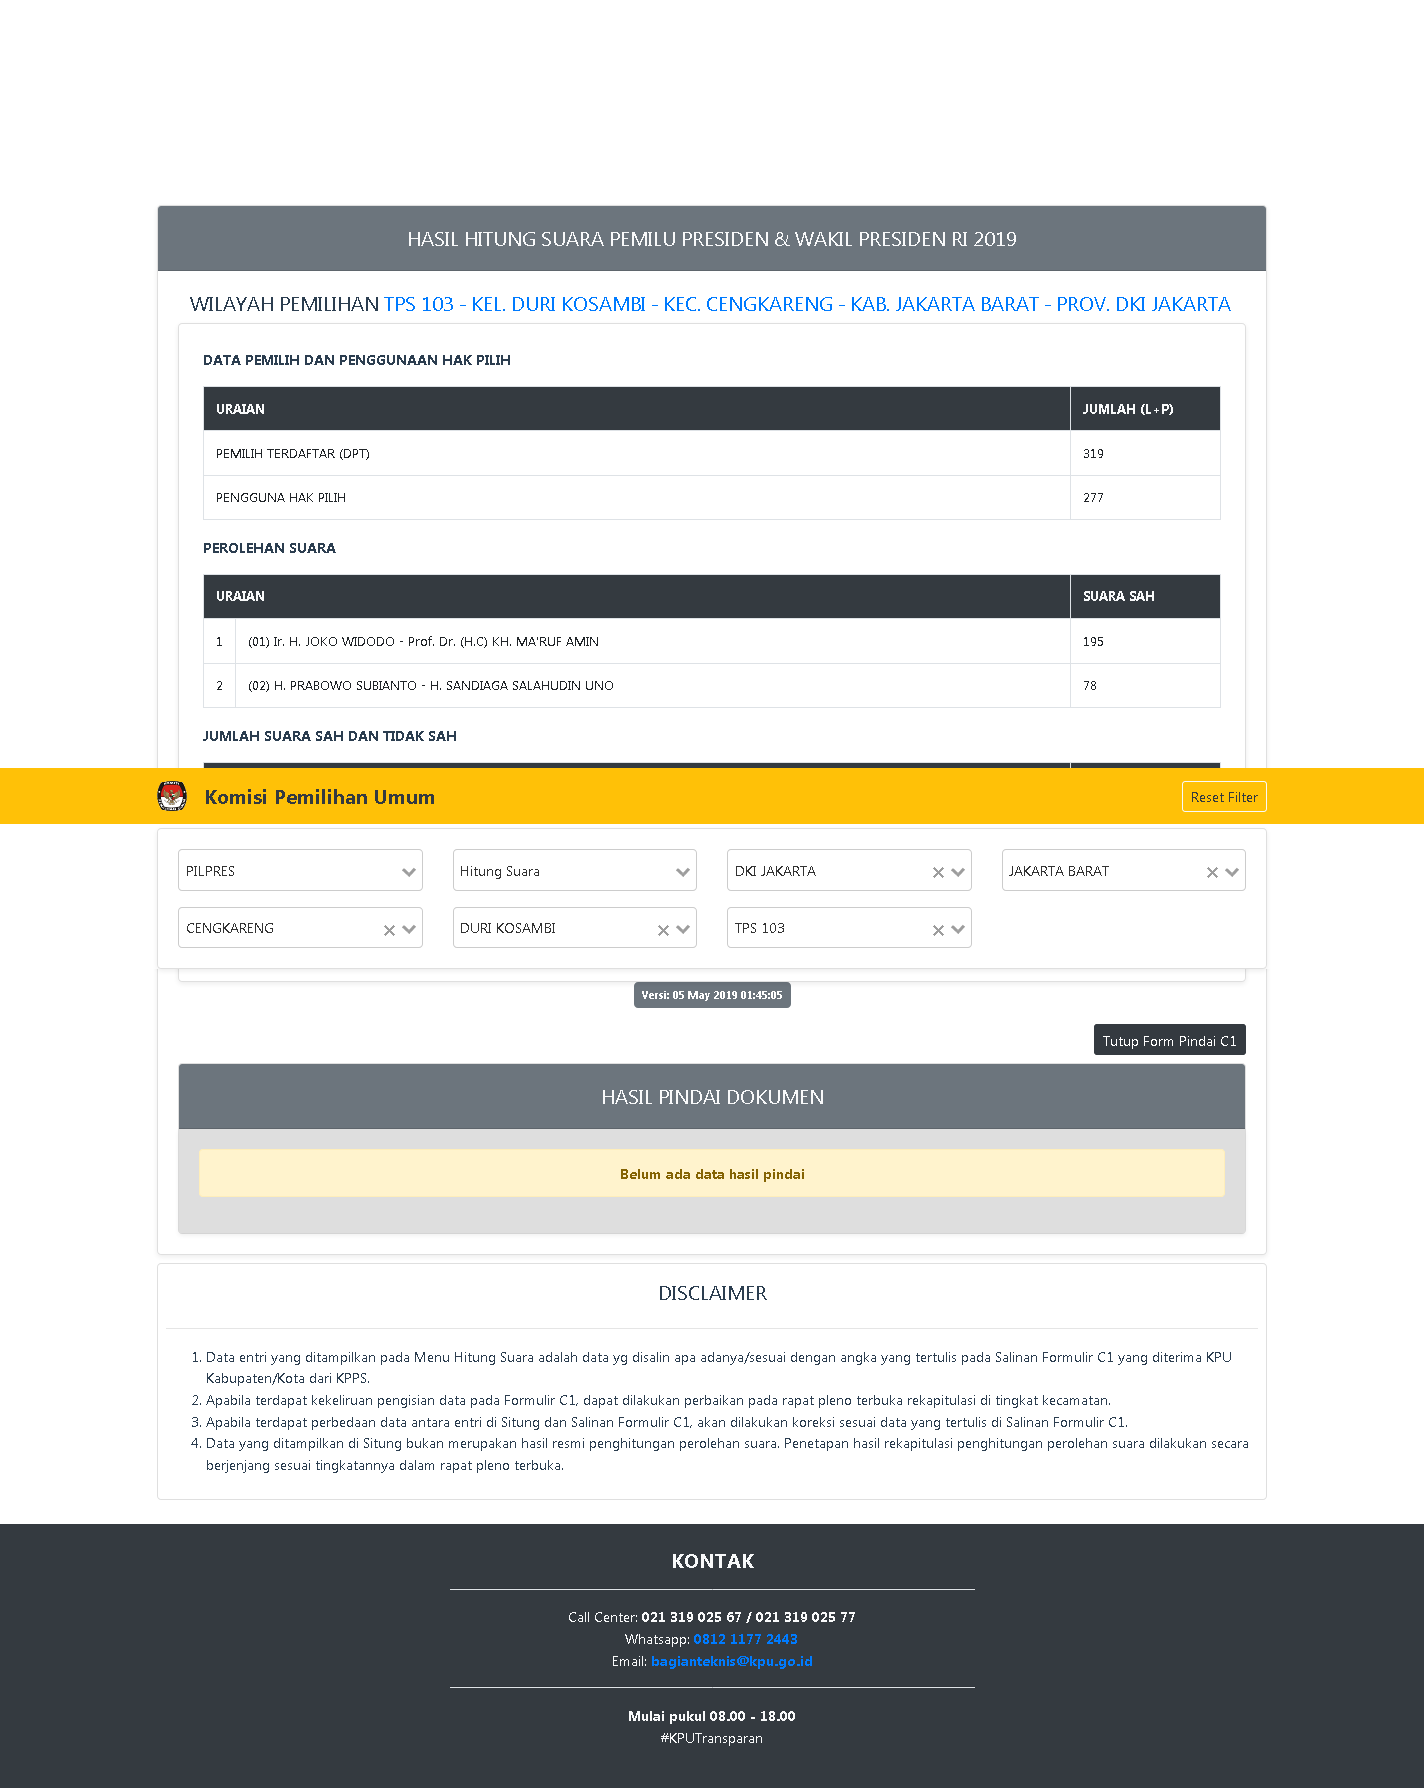 HASIL HITUNG SUARA PEMILU PRESIDEN & WAKIL PRESIDEN RI 2019
WILAYAH PEMILIHAN TPS 103 - KEL. DURI KOSAMBI - KEC. CENGKARENG - KAB. JAKARTA BARAT - PROV. DKI JAKARTA
DATA PEMILIH DAN PENGGUNAAN HAK PILIH
URAIAN JUMLAH (L+P)
PEMILIH TERDAFTAR (DPT) 319
PENGGUNA HAK PILIH 277
PEROLEHAN SUARA
URAIAN SUARA SAH
1 (01) Ir. H. JOKO WIDODO - Prof. Dr. (H.C) KH. MA'RUF AMIN 195
2 (02) H. PRABOWO SUBIANTO - H. SANDIAGA SALAHUDIN UNO 78
JUMLAH SUARA SAH DAN TIDAK SAH
Komisi Pemilihan Umum Reset Filter
PILPRES Hitung Suara DKI JAKARTA JAKARTA BARAT
CENGKARENG DURI KOSAMBI TPS 103
Versi: 05 May 2019 01:45:05
Tutup Form Pindai C1
HASIL PINDAI DOKUMEN
Belum ada data hasil pindai
DISCLAIMER
1. Data entri yang ditampilkan pada Menu Hitung Suara adalah data yg disalin apa adanya/sesuai dengan angka yang tertulis pada Salinan Formulir C1 yang diterima KPU
Kabupaten/Kota dari KPPS.
2. Apabila terdapat kekeliruan pengisian data pada Formulir C1, dapat dilakukan perbaikan pada rapat pleno terbuka rekapitulasi di tingkat kecamatan.
3. Apabila terdapat perbedaan data antara entri di Situng dan Salinan Formulir C1, akan dilakukan koreksi sesuai data yang tertulis di Salinan Formulir C1.
4. Data yang ditampilkan di Situng bukan merupakan hasil resmi penghitungan perolehan suara. Penetapan hasil rekapitulasi penghitungan perolehan suara dilakukan secara
berjenjang sesuai tingkatannya dalam rapat pleno terbuka.
KONTAK
Call Center: 021 319 025 67 / 021 319 025 77
Whatsapp: 0812 1177 2443
Email: bagianteknis@kpu.go.id
Mulai pukul 08.00 - 18.00
#KPUTransparan